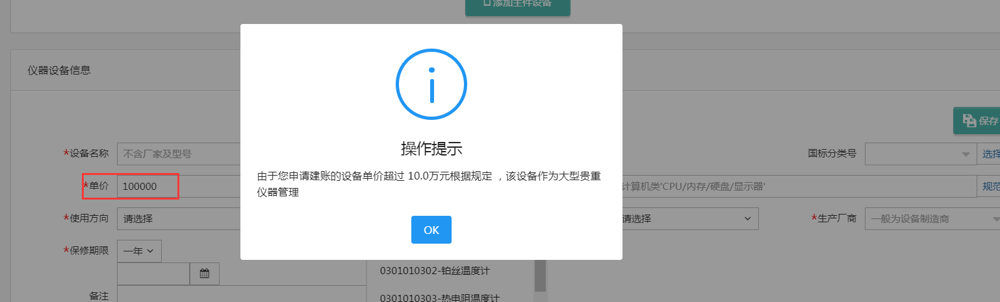 添加主件设备
仪器设备信息
保存
操作提示
由于您申请建账的设备单价超过 10.0万元根据规定 ，该设备作为大型贵重
仪器管理
OK
*设备名称 不含厂家及型号
国标分类号 选择
*单价 100000
计算机类'CPU/内存/硬盘/显示器' 规范
*使用方向 请选择
请选择
*生产厂商 一般为设备制造商
*保修期限 一年
0301010302-铂丝温度计
备注
0301010303-热电阻温度计